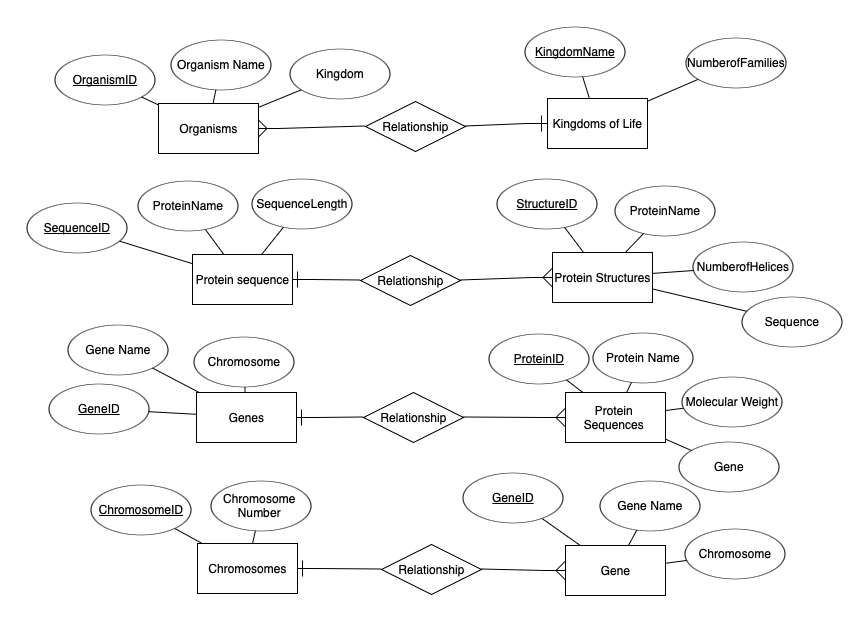 OrganismID
Organism Name
Kingdom
KingdomName
NumberofFamilies
Organisms
Relationship
Kingdoms of Life
SequenceID
ProteinName
SequenceLength
StructureID
ProteinName
Protein sequence
Relationship
Protein Structures
NumberofHelices
Sequence
Gene Name
Chromosome
ProteinID
Protein Name
GeneID
Genes
Relationship
Protein
Sequences
Molecular Weight
Gene
ChromosomeID
Chromosome
Number
GeneID
Gene Name
Chromosome
Chromosomes
Relationship
Gene